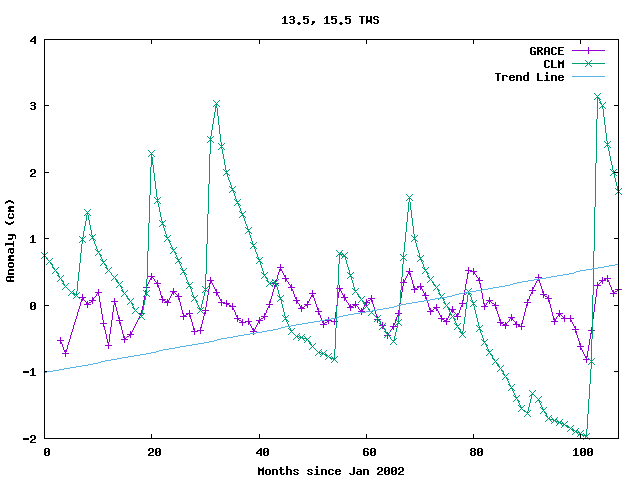 13.5, 15.5 TWS
GRACE
CLM
Trend Line
Anomaly (cm)
4
3
2
1
0
-1
-2
0 20 40 60 80 100
Months since Jan 2002